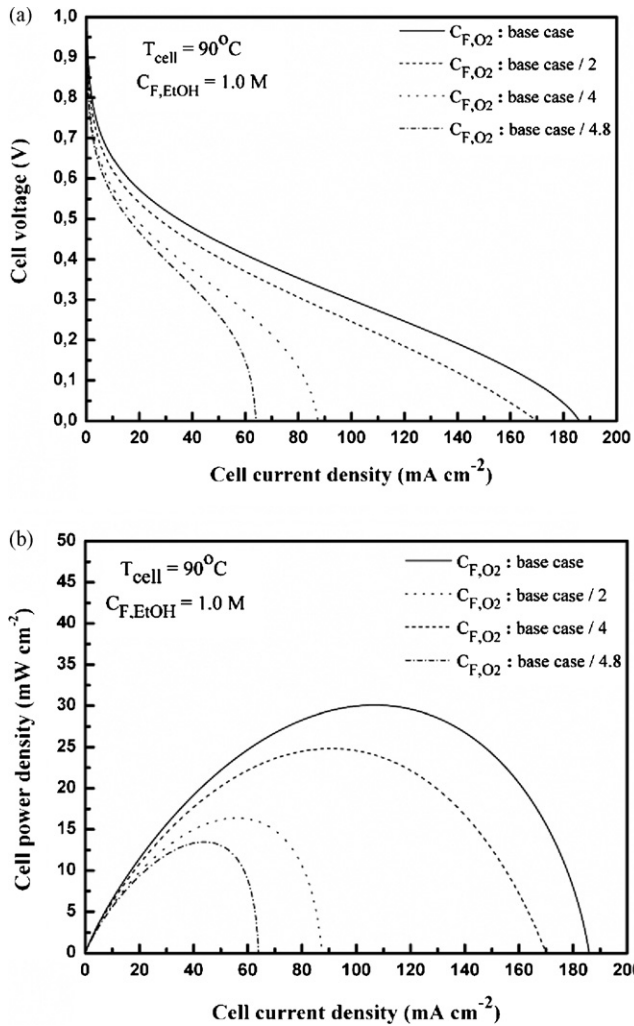 (a)
1,0
0,9
0,8
0,7
0,6
0,5
0,4
0,3
0,2
0,1
0,0
Cell voltage (V)
T_cell = 90°C
C_F,EtOH = 1.0 M
C_F,O2 : base case
C_F,O2 : base case / 2
C_F,O2 : base case / 4
C_F,O2 : base case / 4.8
0 20 40 60 80 100 120 140 160 180 200
Cell current density (mA cm⁻²)
(b)
50
45
40
35
30
25
20
15
10
5
0
Cell power density (mW cm⁻²)
T_cell = 90°C
C_F,EtOH = 1.0 M
C_F,O2 : base case
C_F,O2 : base case / 2
C_F,O2 : base case / 4
C_F,O2 : base case / 4.8
0 20 40 60 80 100 120 140 160 180 200
Cell current density (mA cm⁻²)